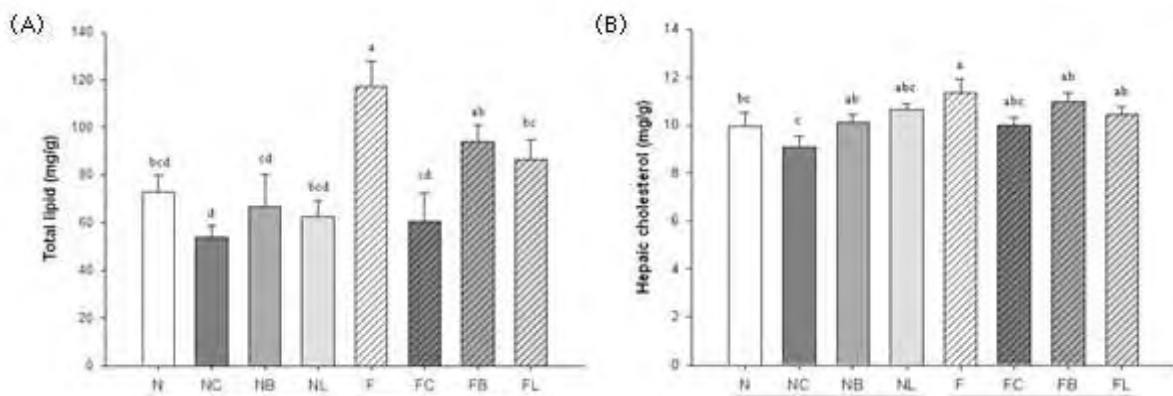 (A)
Total lipid (mg/g)
140
120
100
80
60
40
20
0
bcd
d
cd
bcd
a
cd
ab
bc
N NC NB NL F FC FB FL
(B)
Hepaic cholesterol (mg/g)
14
12
10
8
6
4
2
0
bc
c
ab
abc
a
abc
ab
ab
N NC NB NL F FC FB FL